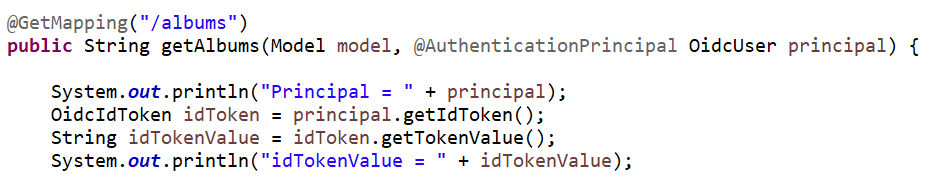 @GetMapping("/albums")
public String getAlbums(Model model, @AuthenticationPrincipal OidcUser principal) {
System.out.println("Principal = " + principal);
OidcIdToken idToken = principal.getIdToken();
String idTokenValue = idToken.getTokenValue();
System.out.println("idTokenValue = " + idTokenValue);